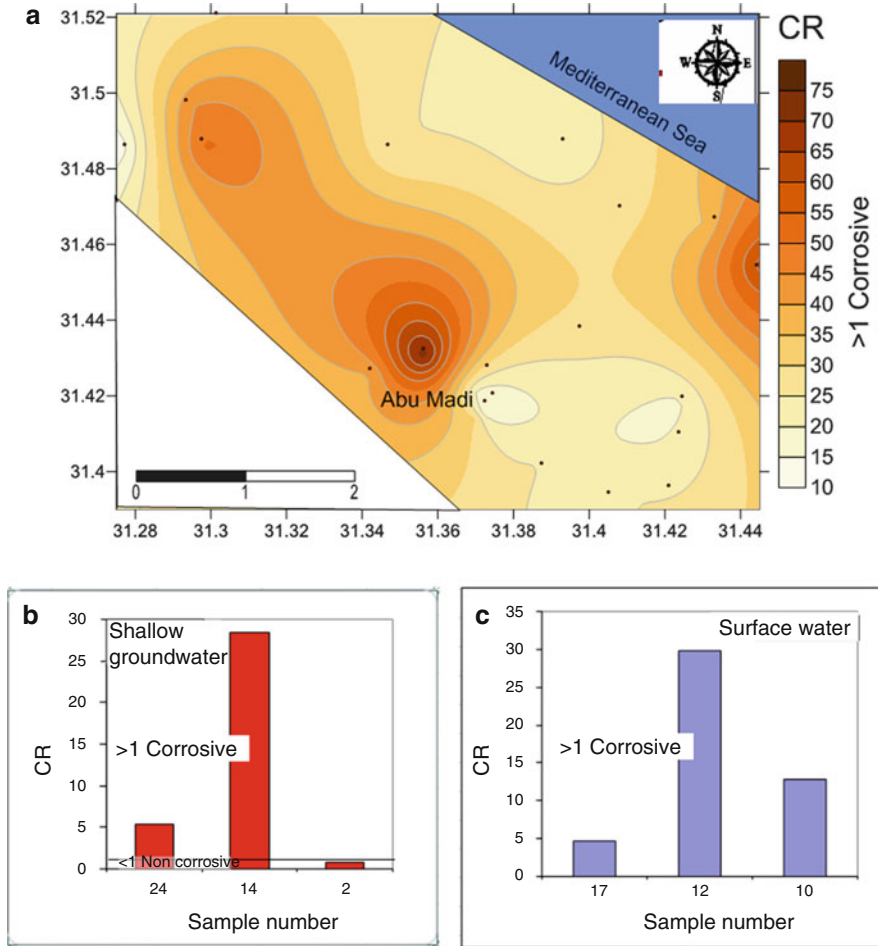 a
31.52
31.5
31.48
31.46
31.44
31.42
31.4
31.28
31.3
31.32
31.34
31.36
31.38
31.4
31.42
31.44
Mediterranean Sea
N
W
E
S
Abu Madi
0
1
2
CR
75
70
65
60
55
50
45
40
35
30
25
20
15
10
>1 Corrosive
b
Shallow
groundwater
30
25
20
15
10
5
0
CR
>1 Corrosive
<1 Non corrosive
24
14
2
Sample number
c
Surface water
35
30
25
20
15
10
5
0
CR
>1 Corrosive
17
12
10
Sample number